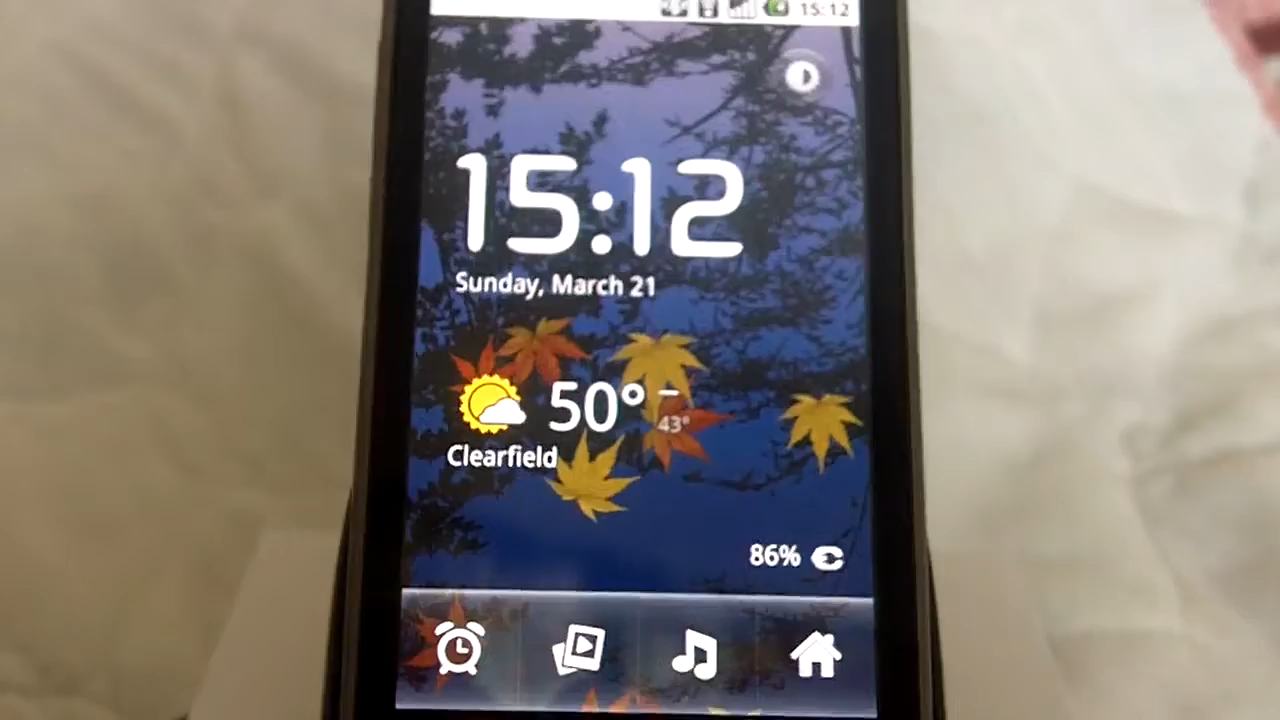 15:12
15:12
Sunday, March 21
50° –
43°
Clearfield
86%